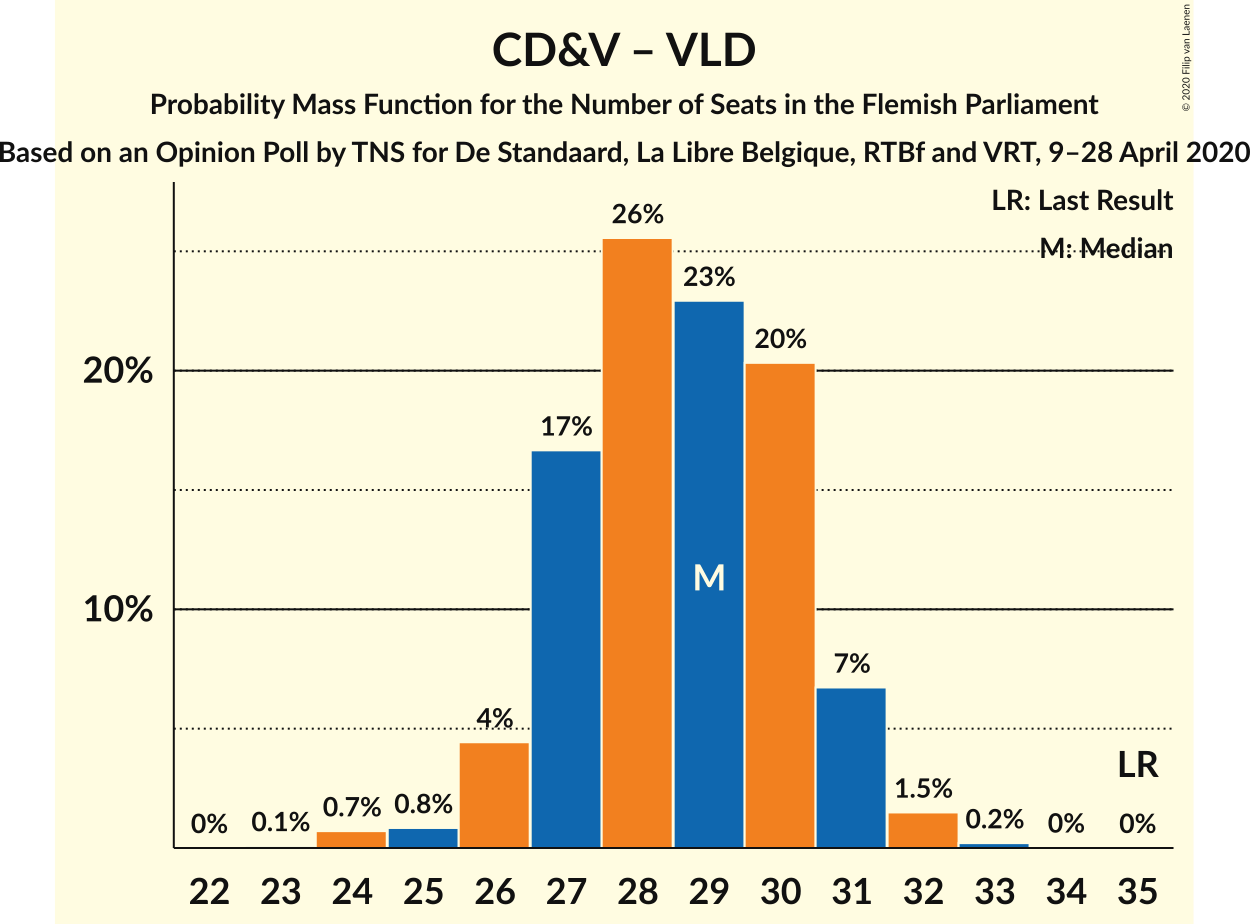 CD&V – VLD
Probability Mass Function for the Number of Seats in the Flemish Parliament
Based on an Opinion Poll by TNS for De Standaard, La Libre Belgique, RTBf and VRT, 9–28 April 2020
© 2020 Filip van Laenen
LR: Last Result
M: Median
20%
10%
0%
0.1%
0.7%
0.8%
4%
17%
26%
23%
20%
7%
1.5%
0.2%
0%
0%
M
LR
22 23 24 25 26 27 28 29 30 31 32 33 34 35